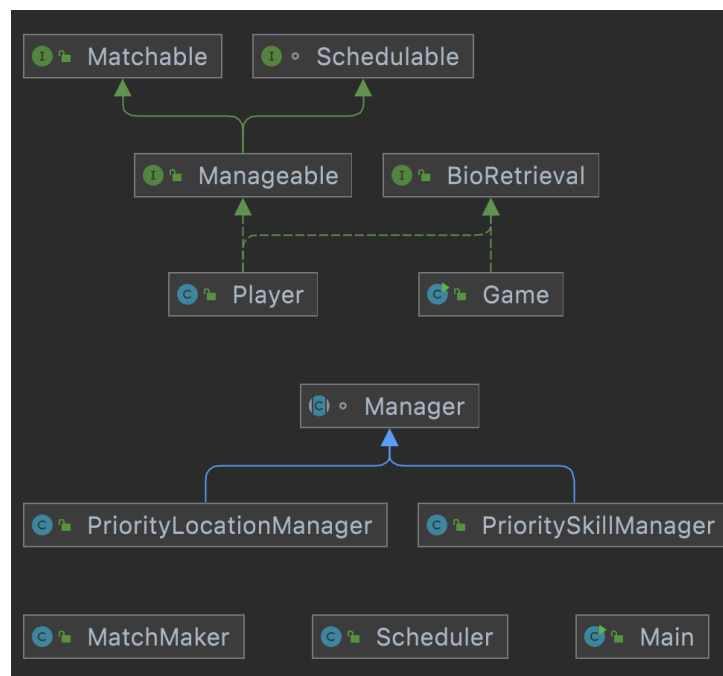 Matchable
Schedulable
Manageable
BioRetrieval
Player
Game
Manager
PriorityLocationManager
PrioritySkillManager
MatchMaker
Scheduler
Main